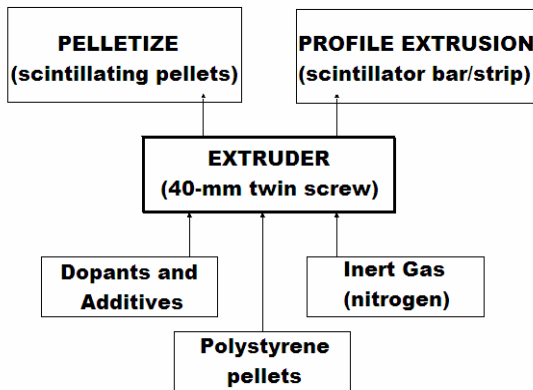 PELLETIZE
(scintillating pellets)
PROFILE EXTRUSION
(scintillator bar/strip)
EXTRUDER
(40-mm twin screw)
Dopants and
Additives
Inert Gas
(nitrogen)
Polystyrene
pellets